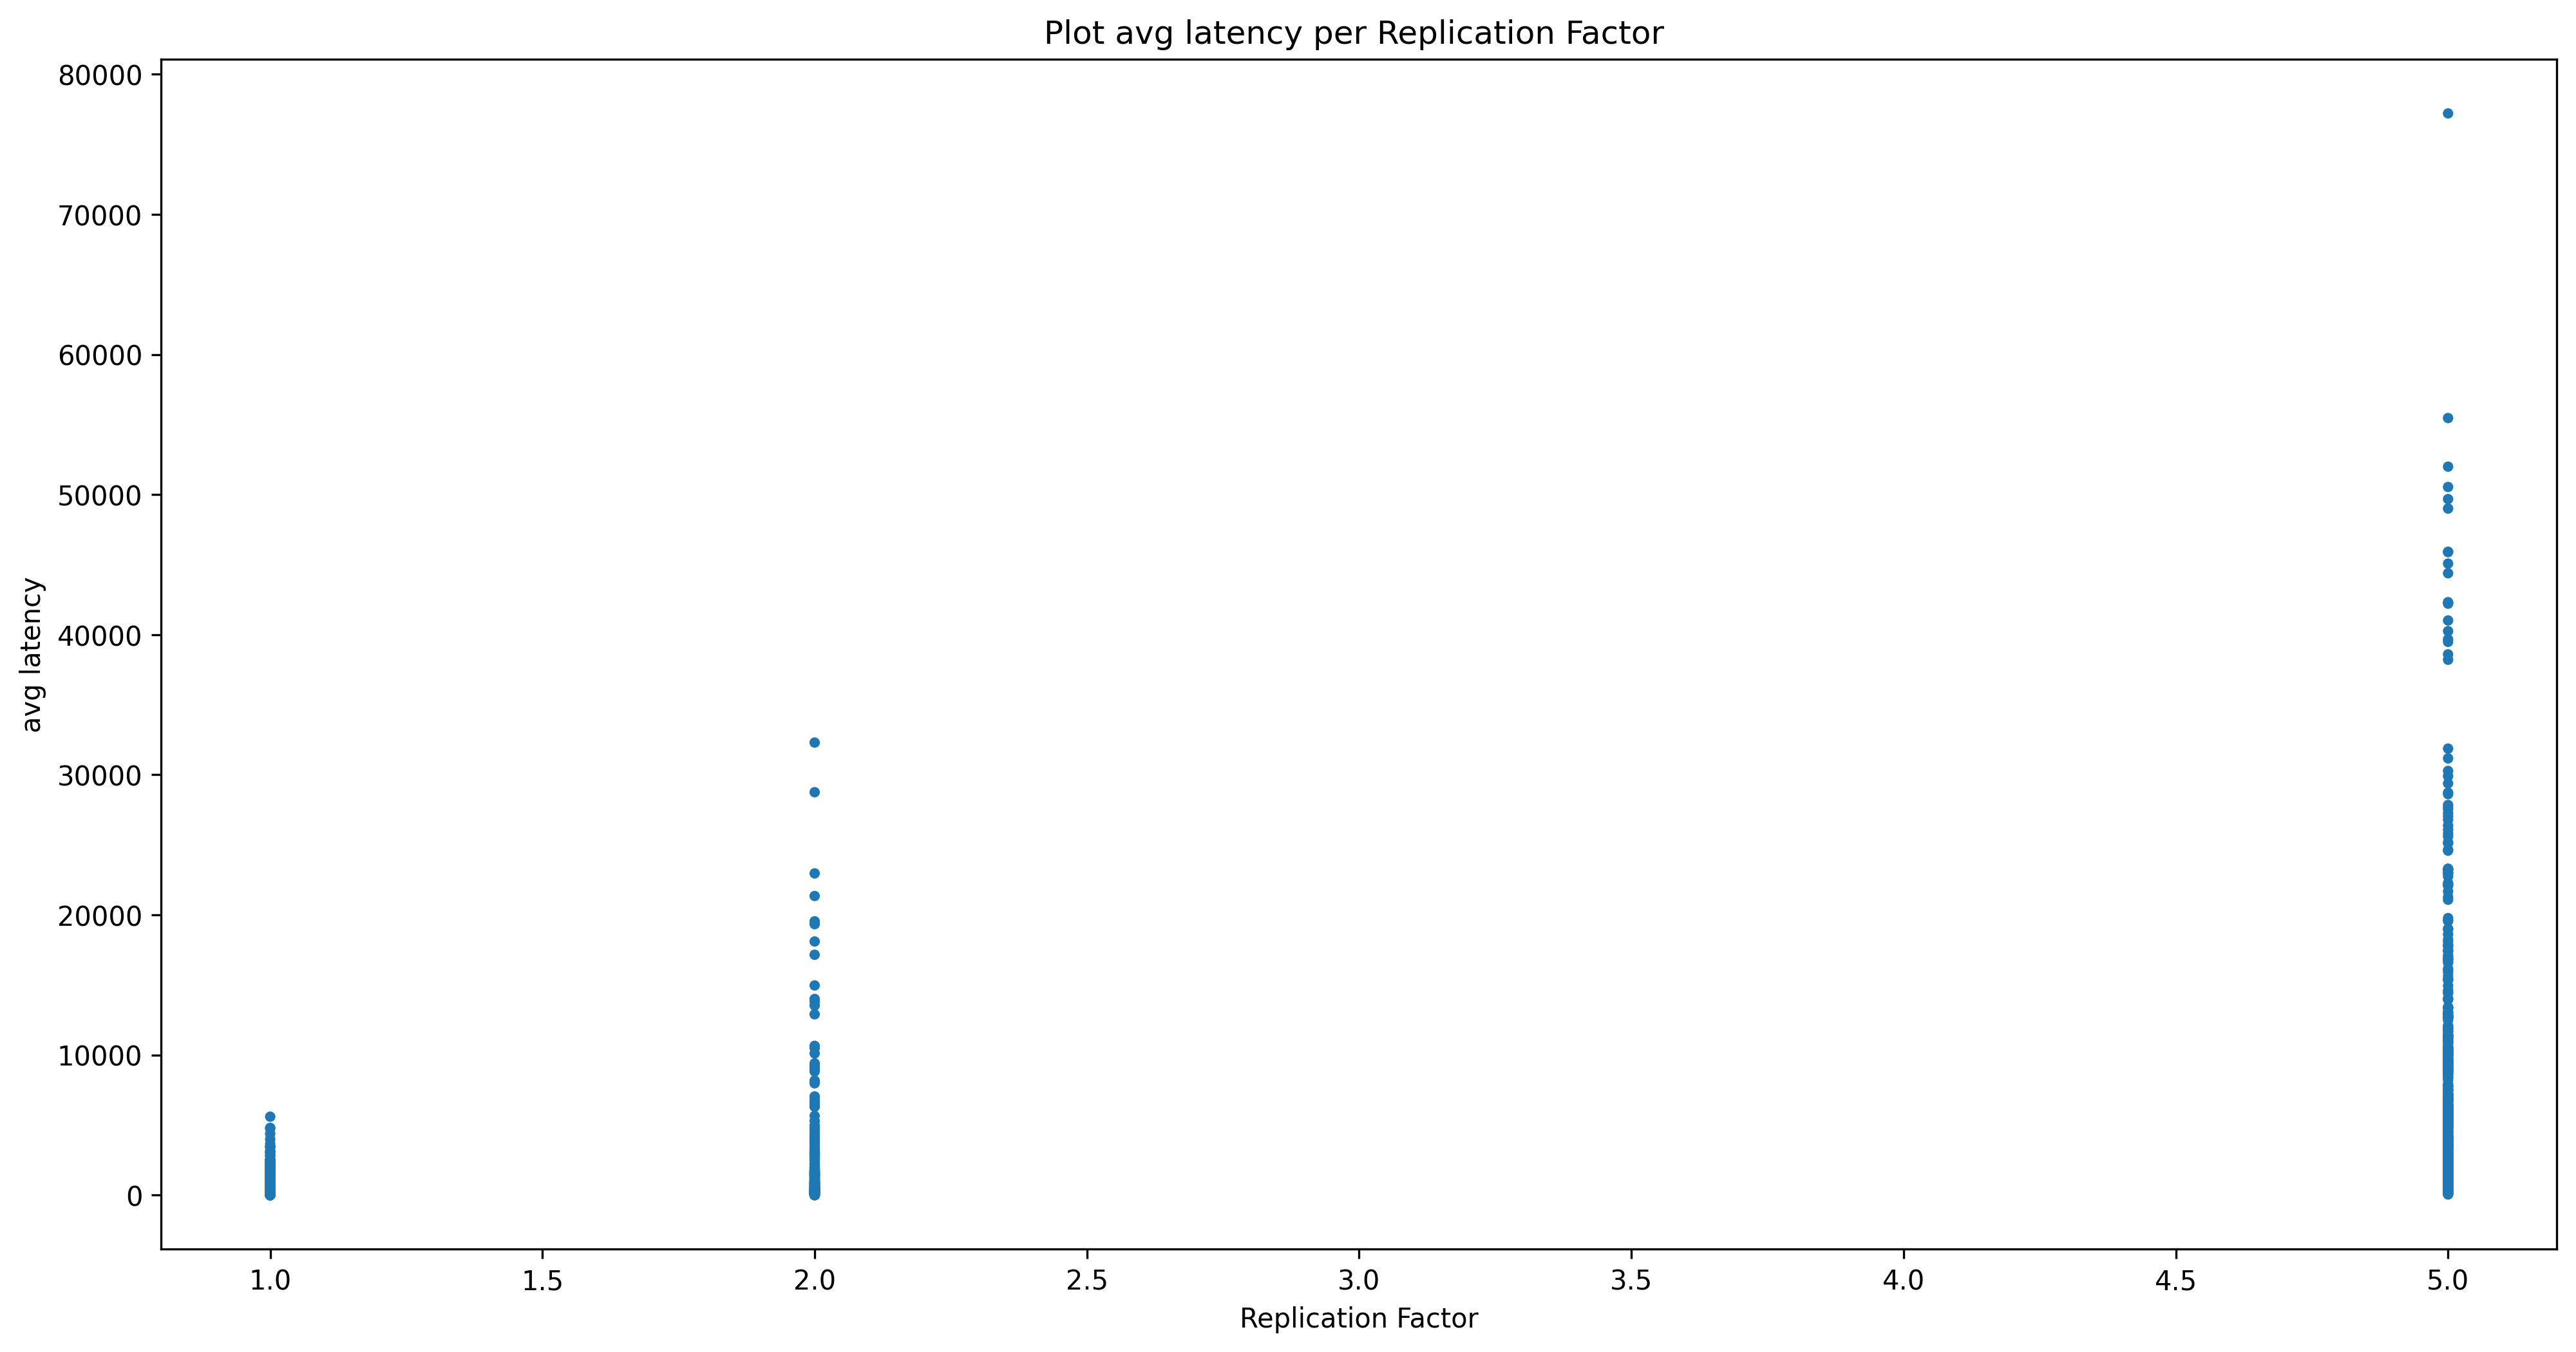 Plot avg latency per Replication Factor
80000
70000
60000
50000
40000
30000
20000
10000
0
avg latency
1.0 1.5 2.0 2.5 3.0 3.5 4.0 4.5 5.0
Replication Factor